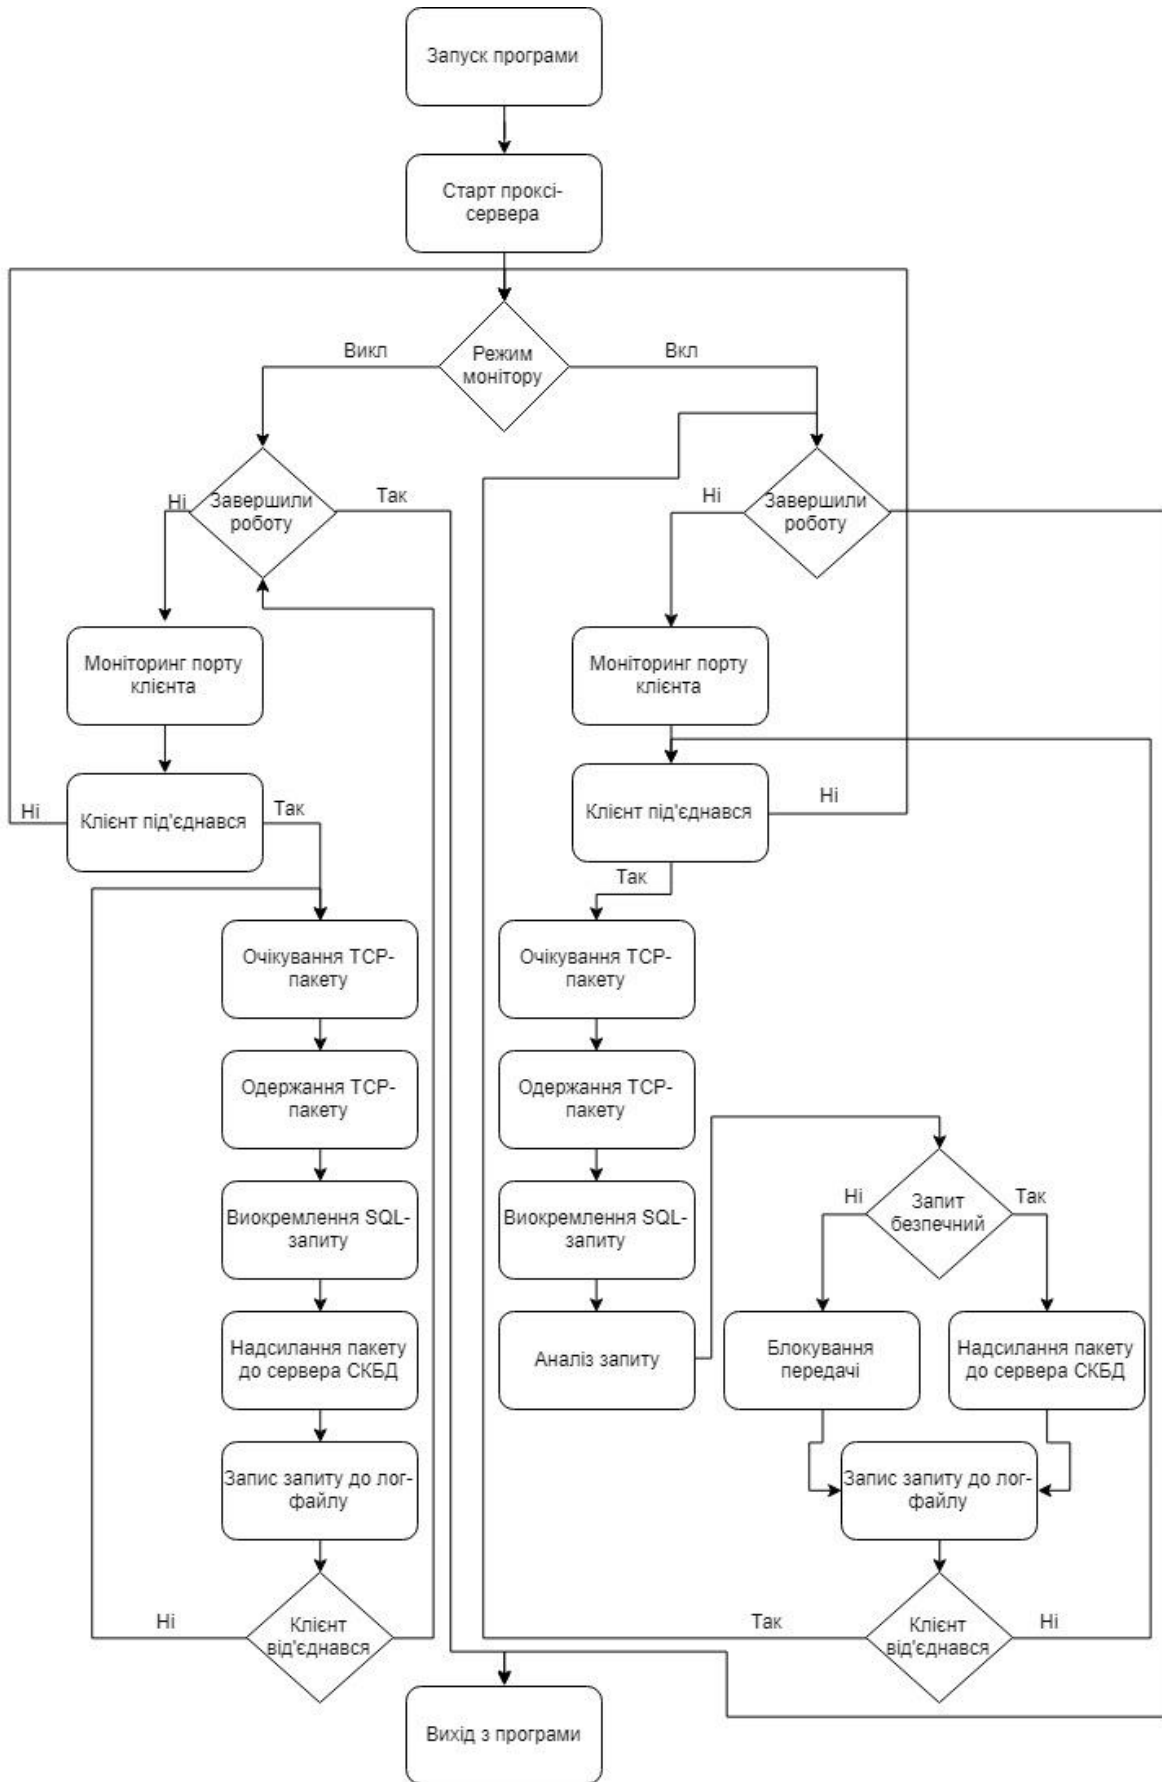 Запуск програми
Старт проксі-
сервера
Режим
монітору
Викл
Вкл
Завершили
роботу
Ні
Так
Завершили
роботу
Ні
Моніторинг порту
клієнта
Моніторинг порту
клієнта
Клієнт під'єднався
Ні
Так
Клієнт під'єднався
Ні
Так
Очікування TCP-
пакету
Очікування TCP-
пакету
Одержання TCP-
пакету
Одержання TCP-
пакету
Виокремлення SQL-
запиту
Виокремлення SQL-
запиту
Ні
Запит
безпечний
Так
Надсилання пакету
до сервера СКБД
Аналіз запиту
Блокування
передачі
Надсилання пакету
до сервера СКБД
Запис запиту до лог-
файлу
Запис запиту до лог-
файлу
Ні
Клієнт
від'єднався
Так
Клієнт
від'єднався
Ні
Вихід з програми